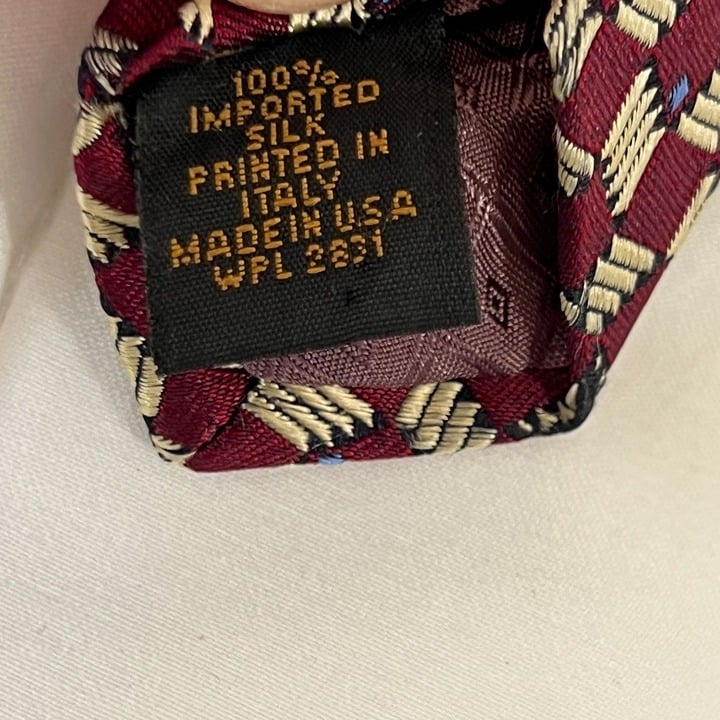 100%
IMPORTED
SILK
PRINTED IN
ITALY
MADE IN USA
WPL 2831